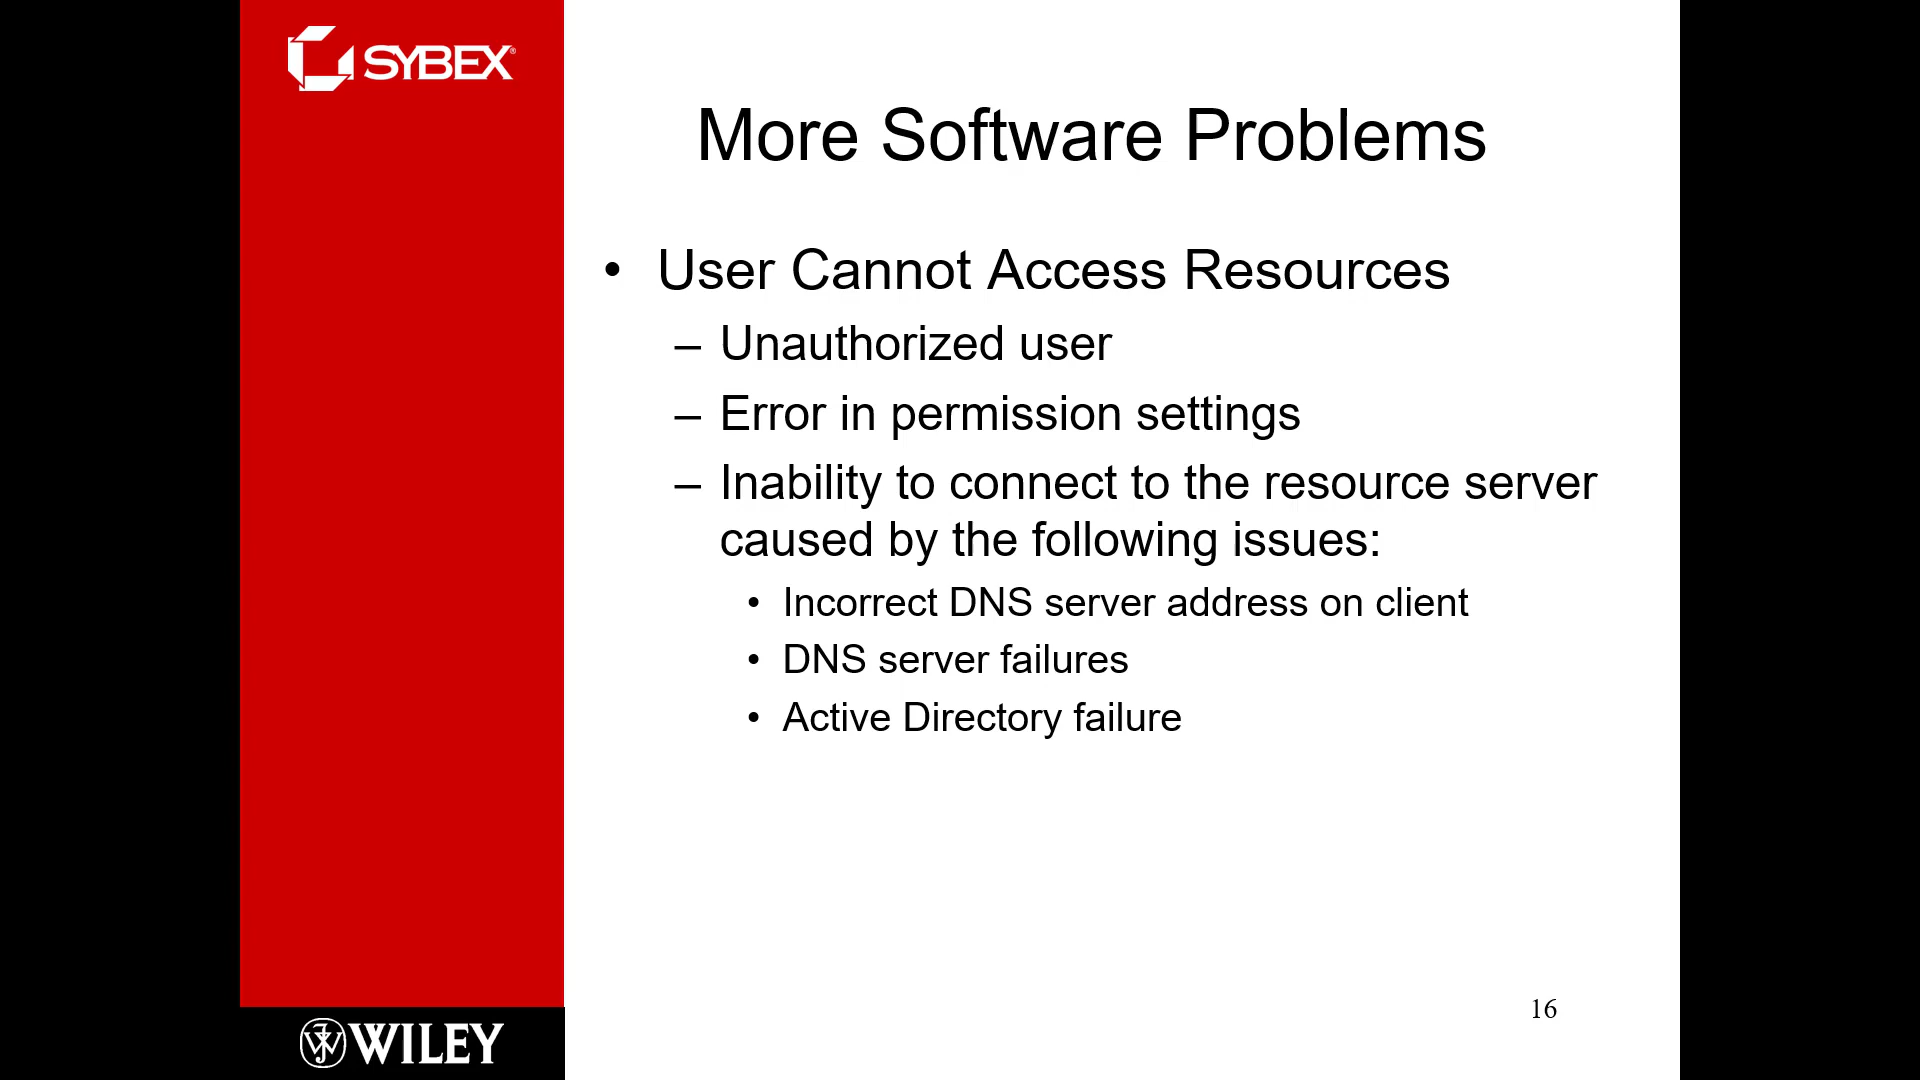 SYBEX®
More Software Problems
• User Cannot Access Resources
– Unauthorized user
– Error in permission settings
– Inability to connect to the resource server
caused by the following issues:
• Incorrect DNS server address on client
• DNS server failures
• Active Directory failure
16
WILEY